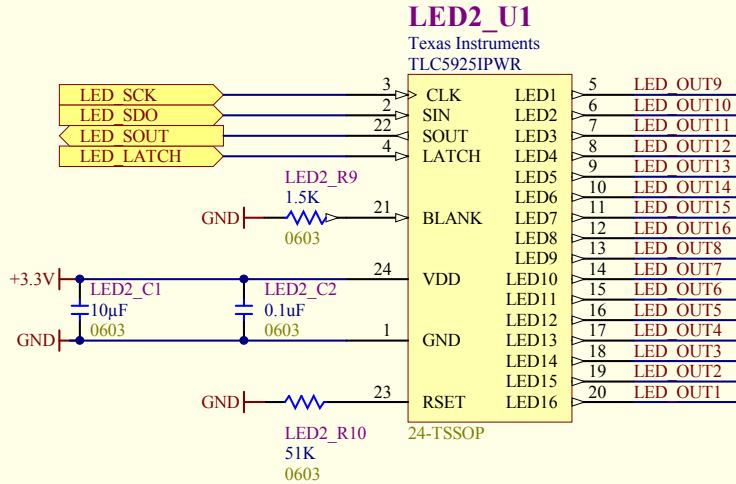 LED2_U1
Texas Instruments
TLC5925IPWR
LED_SCK 3 CLK LED1 5 LED_OUT9
LED_SDO 2 SIN LED2 6 LED_OUT10
LED_SOUT 22 SOUT LED3 7 LED_OUT11
LED_LATCH 4 LATCH LED4 8 LED_OUT12
LED5 9 LED_OUT13
LED2_R9 LED6 10 LED_OUT14
1.5K
GND 21 BLANK LED7 11 LED_OUT15
0603 LED8 12 LED_OUT16
LED9 13 LED_OUT8
+3.3V 24 VDD LED10 14 LED_OUT7
LED2_C1 LED2_C2 LED11 15 LED_OUT6
10µF 0.1uF LED12 16 LED_OUT5
0603 0603
GND 1 GND LED13 17 LED_OUT4
LED14 18 LED_OUT3
LED15 19 LED_OUT2
GND 23 RSET LED16 20 LED_OUT1
LED2_R10 24-TSSOP
51K
0603